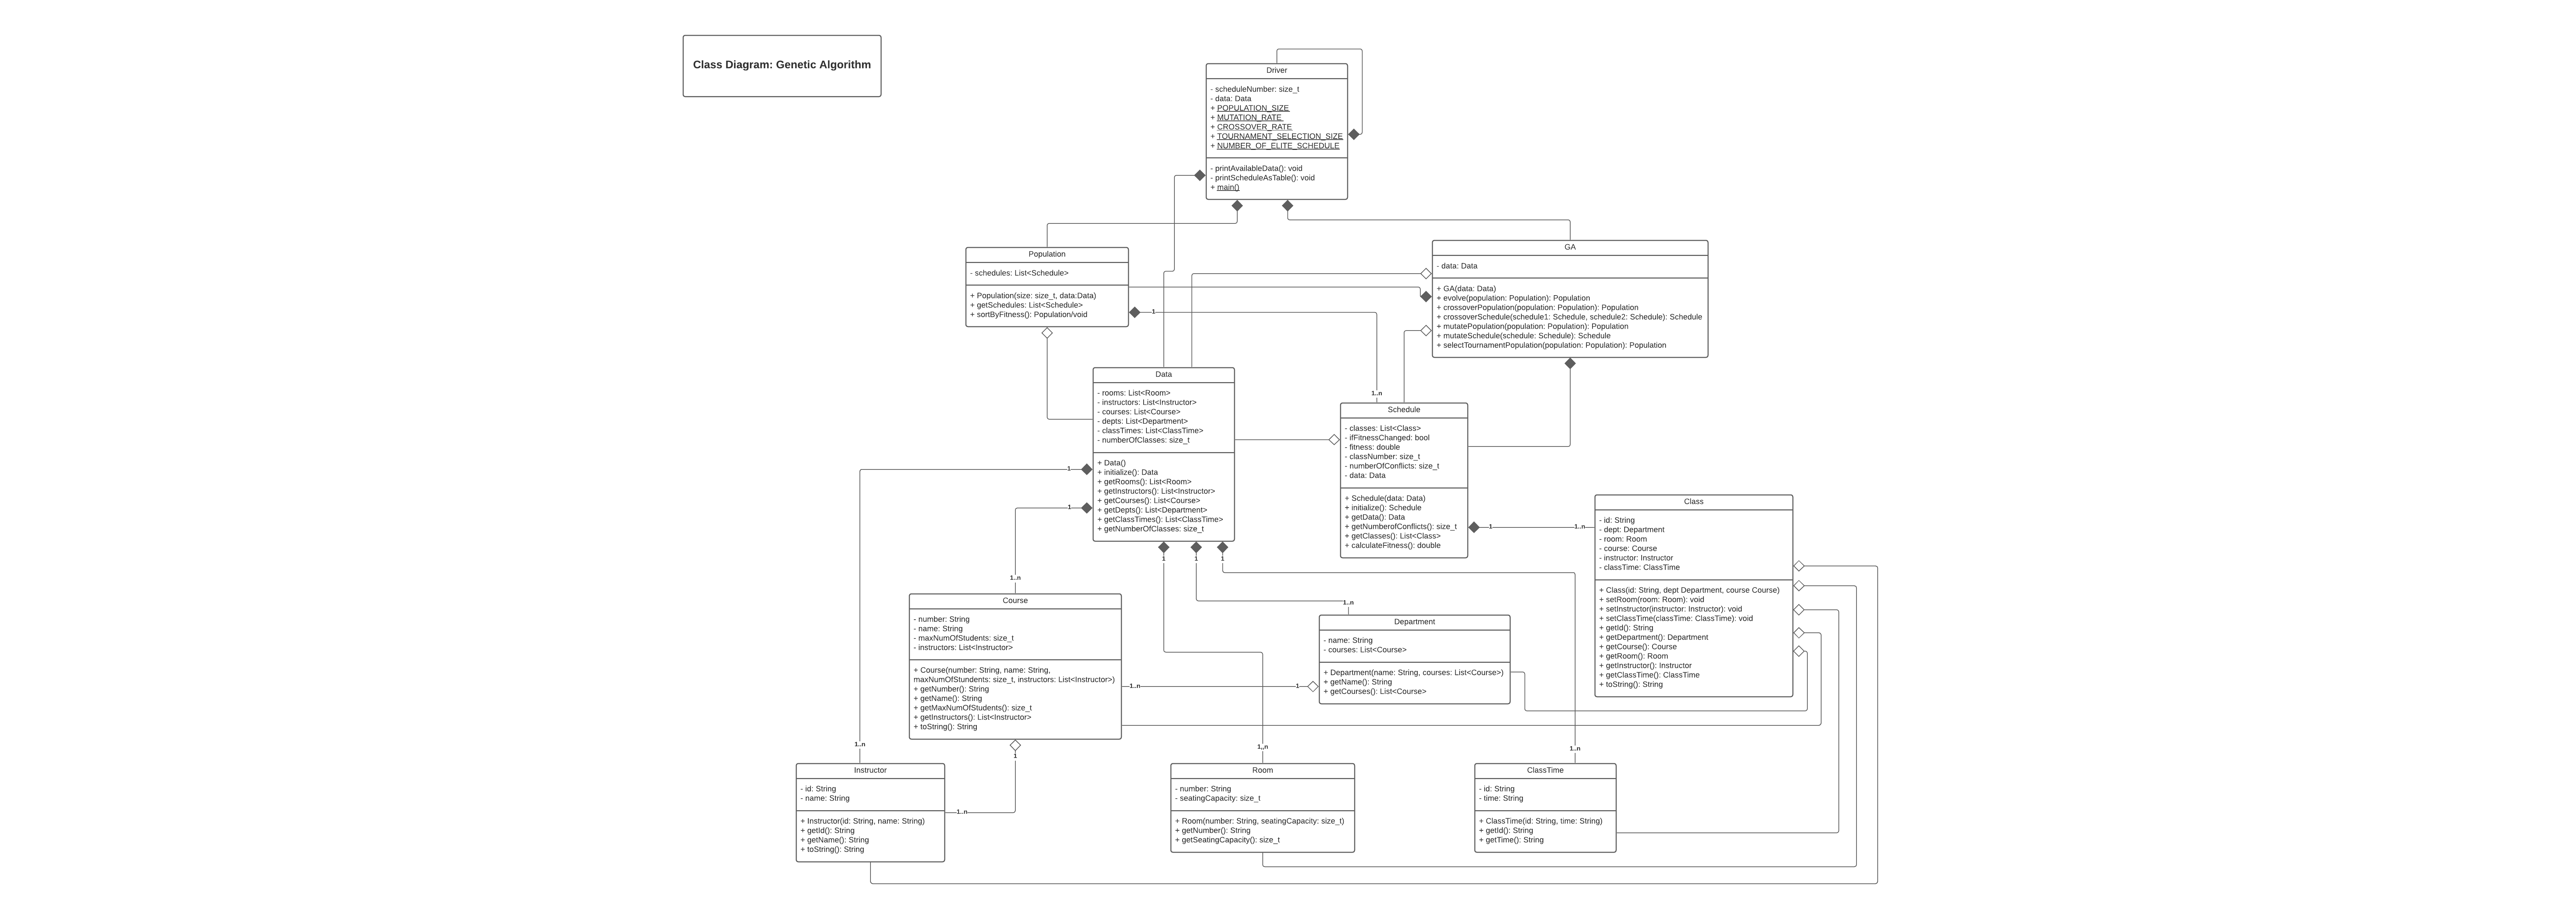 Class Diagram: Genetic Algorithm
Driver
- scheduleNumber: size_t
- data: Data
+ POPULATION_SIZE
+ MUTATION_RATE
+ CROSSOVER_RATE
+ TOURNAMENT_SELECTION_SIZE
+ NUMBER_OF_ELITE_SCHEDULE
- printAvailableData(): void
- printScheduleAsTable(): void
+ main()
Population
- schedules: List<Schedule>
+ Population(size: size_t, data:Data)
+ getSchedules: List<Schedule>
+ sortByFitness(): Population/void
1
1..n
GA
- data: Data
+ GA(data: Data)
+ evolve(population: Population): Population
+ crossoverPopulation(population: Population): Population
+ crossoverSchedule(schedule1: Schedule, schedule2: Schedule): Schedule
+ mutatePopulation(population: Population): Population
+ mutateSchedule(schedule: Schedule): Schedule
+ selectTournamentPopulation(population: Population): Population
Data
- rooms: List<Room>
- instructors: List<Instructor>
- courses: List<Course>
- depts: List<Department>
- classTimes: List<ClassTime>
- numberOfClasses: size_t
+ Data()
+ initialize(): Data
+ getRooms(): List<Room>
+ getInstructors(): List<Instructor>
+ getCourses(): List<Course>
+ getDepts(): List<Department>
+ getClassTimes(): List<ClassTime>
+ getNumberOfClasses: size_t
1
1
1
1
1
Schedule
- classes: List<Class>
- ifFitnessChanged: bool
- fitness: double
- classNumber: size_t
- numberOfConflicts: size_t
- data: Data
+ Schedule(data: Data)
+ initialize(): Schedule
+ getData(): Data
+ getNumberofConflicts(): size_t
+ getClasses(): List<Class>
+ calculateFitness(): double
1
1..n
Class
- id: String
- dept: Department
- room: Room
- course: Course
- instructor: Instructor
- classTime: ClassTime
+ Class(id: String, dept Department, course Course)
+ setRoom(room: Room): void
+ setInstructor(instructor: Instructor): void
+ setClassTime(classTime: ClassTime): void
+ getId(): String
+ getDepartment(): Department
+ getCourse(): Course
+ getRoom(): Room
+ getInstructor(): Instructor
+ getClassTime(): ClassTime
+ toString(): String
1..n
Course
- number: String
- name: String
- maxNumOfStudents: size_t
- instructors: List<Instructor>
+ Course(number: String, name: String,
maxNumOfStundents: size_t, instructors: List<Instructor>)
+ getNumber(): String
+ getName(): String
+ getMaxNumOfStudents(): size_t
+ getInstructors(): List<Instructor>
+ toString(): String
1..n
1
1..n
Department
- name: String
- courses: List<Course>
+ Department(name: String, courses: List<Course>)
+ getName(): String
+ getCourses(): List<Course>
1
1..n
1..n
Instructor
- id: String
- name: String
+ Instructor(id: String, name: String)
+ getId(): String
+ getName(): String
+ toString(): String
1..n
Room
- number: String
- seatingCapacity: size_t
+ Room(number: String, seatingCapacity: size_t)
+ getNumber(): String
+ getSeatingCapacity(): size_t
1..n
ClassTime
- id: String
- time: String
+ ClassTime(id: String, time: String)
+ getId(): String
+ getTime(): String